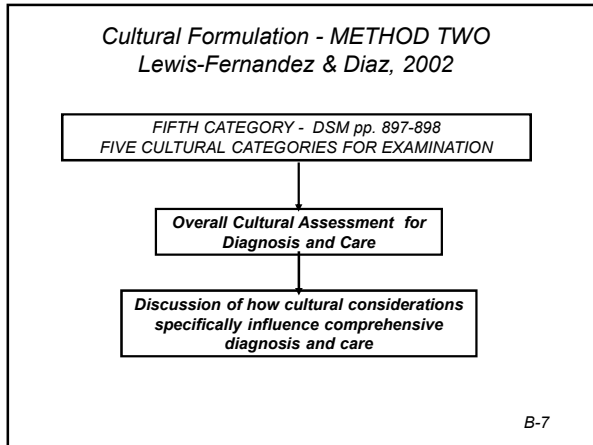 Cultural Formulation - METHOD TWO
Lewis-Fernandez & Diaz, 2002
FIFTH CATEGORY - DSM pp. 897-898
FIVE CULTURAL CATEGORIES FOR EXAMINATION
Overall Cultural Assessment for
Diagnosis and Care
Discussion of how cultural considerations
specifically influence comprehensive
diagnosis and care
B-7